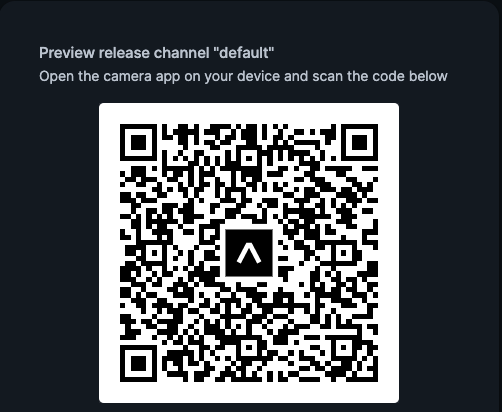 Preview release channel "default"
Open the camera app on your device and scan the code below